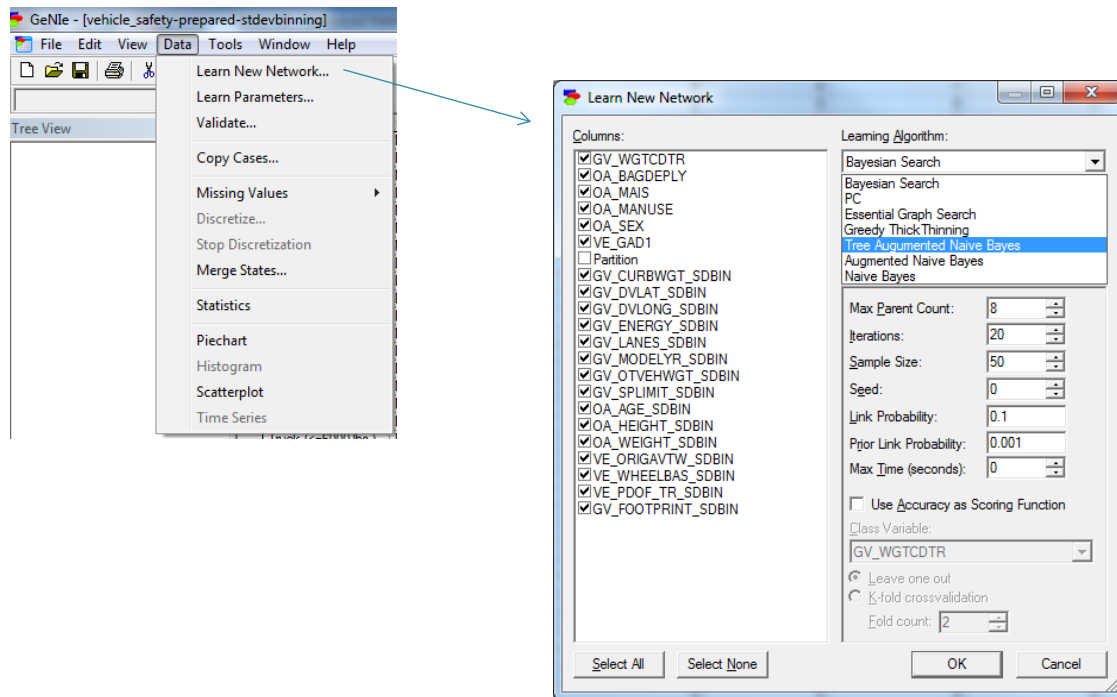 GeNIe - [vehicle_safety-prepared-stdevbinning]
File Edit View Data Tools Window Help
Tree View
Learn New Network...
Learn Parameters...
Validate...
Copy Cases...
Missing Values
Discretize...
Stop Discretization
Merge States...
Statistics
Piechart
Histogram
Scatterplot
Time Series
Learn New Network
Columns:
GV_WGTCDTR
OA_BAGDEPLY
OA_MAIS
OA_MANUSE
OA_SEX
VE_GAD1
Partition
GV_CURBWGT_SDBIN
GV_DVLAT_SDBIN
GV_DVLONG_SDBIN
GV_ENERGY_SDBIN
GV_LANES_SDBIN
GV_MODELYR_SDBIN
GV_OTVEHWGT_SDBIN
GV_SPLIMIT_SDBIN
OA_AGE_SDBIN
OA_HEIGHT_SDBIN
OA_WEIGHT_SDBIN
VE_ORIGAVTW_SDBIN
VE_WHEELBAS_SDBIN
VE_PDOF_TR_SDBIN
GV_FOOTPRINT_SDBIN
Select All Select None
Learning Algorithm:
Bayesian Search
Bayesian Search
PC
Essential Graph Search
Greedy Thick Thinning
Tree Augumented Naive Bayes
Augmented Naive Bayes
Naive Bayes
Max Parent Count: 8
Iterations: 20
Sample Size: 50
Seed: 0
Link Probability: 0.1
Prior Link Probability: 0.001
Max Time (seconds): 0
Use Accuracy as Scoring Function
Class Variable:
GV_WGTCDTR
Leave one out
K-fold crossvalidation
Fold count: 2
OK Cancel